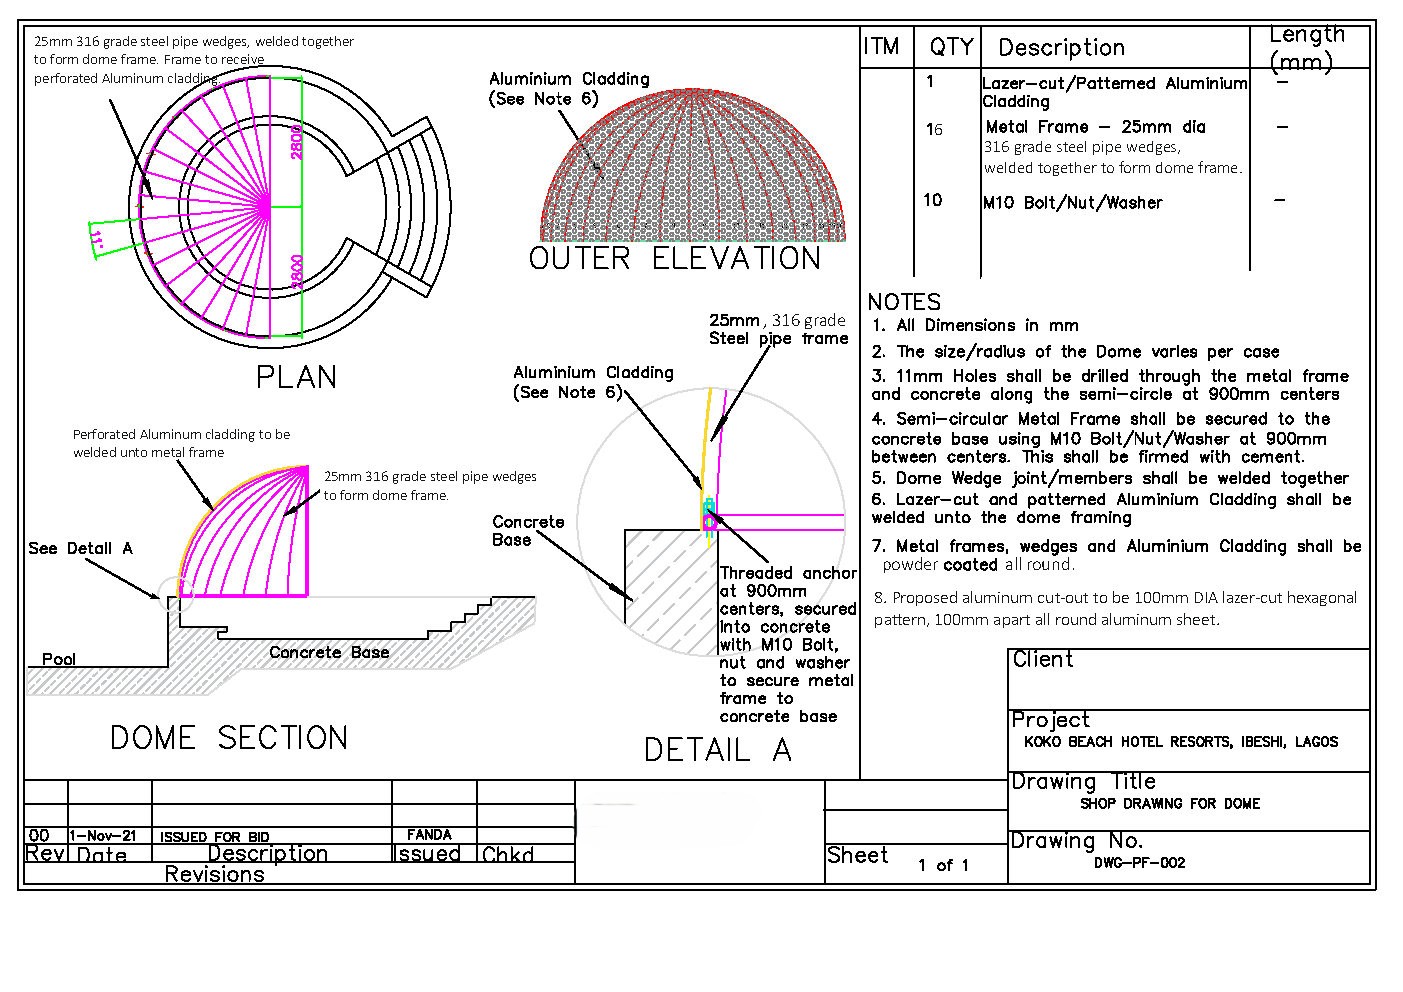 25mm 316 grade steel pipe wedges, welded together
to form dome frame. Frame to receive
perforated Aluminum cladding.
2800
2800
11°
PLAN
Aluminium Cladding
(See Note 6)
OUTER ELEVATION
Perforated Aluminum cladding to be
welded unto metal frame
25mm 316 grade steel pipe wedges
to form dome frame.
See Detail A
Pool
Concrete Base
DOME SECTION
25mm, 316 grade
Steel pipe frame
Aluminium Cladding
(See Note 6)
Concrete
Base
Threaded anchor
at 900mm
centers, secured
into concrete
with M10 Bolt,
nut and washer
to secure metal
frame to
concrete base
DETAIL A
ITM QTY Description Length
(mm)
1 Lazer-cut/Patterned Aluminium –
Cladding
16 Metal Frame – 25mm dia –
316 grade steel pipe wedges,
welded together to form dome frame.
10 M10 Bolt/Nut/Washer –
NOTES
1. All Dimensions in mm
2. The size/radius of the Dome varies per case
3. 11mm Holes shall be drilled through the metal frame
and concrete along the semi-circle at 900mm centers
4. Semi-circular Metal Frame shall be secured to the
concrete base using M10 Bolt/Nut/Washer at 900mm
between centers. This shall be firmed with cement.
5. Dome Wedge joint/members shall be welded together
6. Lazer-cut and patterned Aluminium Cladding shall be
welded unto the dome framing
7. Metal frames, wedges and Aluminium Cladding shall be
powder coated all round.
8. Proposed aluminum cut-out to be 100mm DIA lazer-cut hexagonal
pattern, 100mm apart all round aluminum sheet.
Client
Project
KOKO BEACH HOTEL RESORTS, IBESHI, LAGOS
Drawing Title
SHOP DRAWING FOR DOME
Drawing No.
DWG-PF-002
Sheet 1 of 1
00 1-Nov-21 ISSUED FOR BID FANDA
Rev Date Description Issued Chkd
Revisions